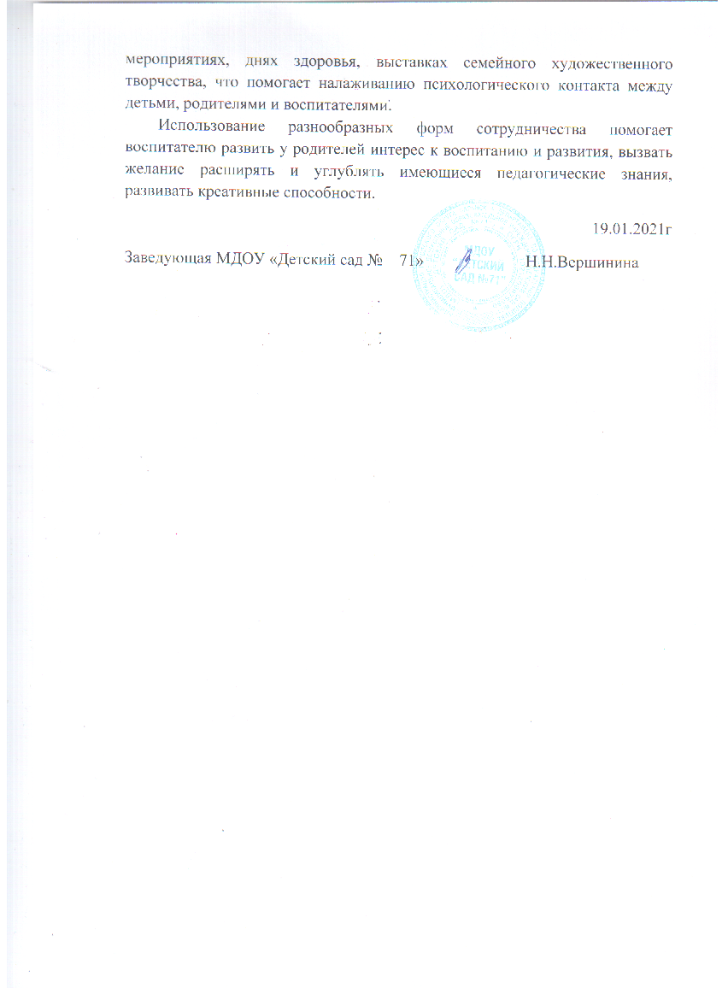 мероприятиях, днях здоровья, выставках семейного художественного
творчества, что помогает налаживанию психологического контакта между
детьми, родителями и воспитателями.
Использование разнообразных форм сотрудничества помогает
воспитателю развить у родителей интерес к воспитанию и развития, вызвать
желание расширять и углублять имеющиеся педагогические знания,
развивать креативные способности.
19.01.2021г
Заведующая МДОУ «Детский сад № 71» Н.Н.Вершинина
МДОУ
САД №71"